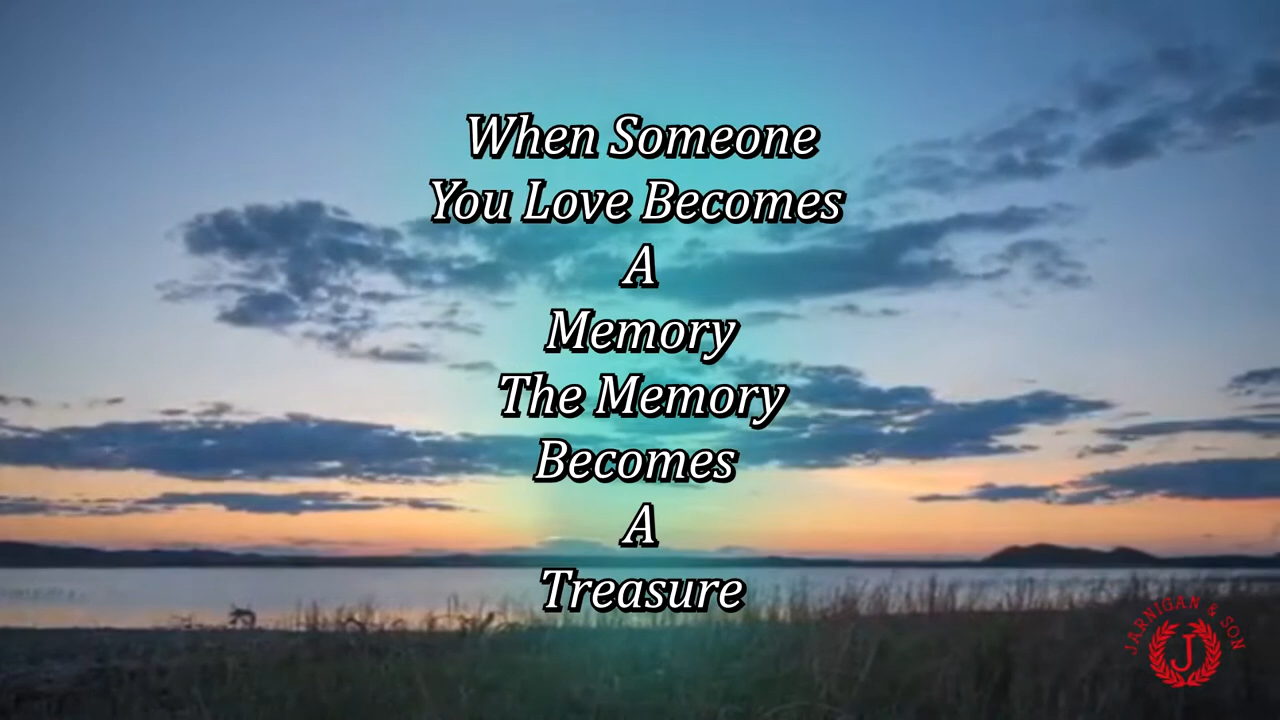 When Someone
You Love Becomes
A
Memory
The Memory
Becomes
A
Treasure
JARNIGAN & SON
J